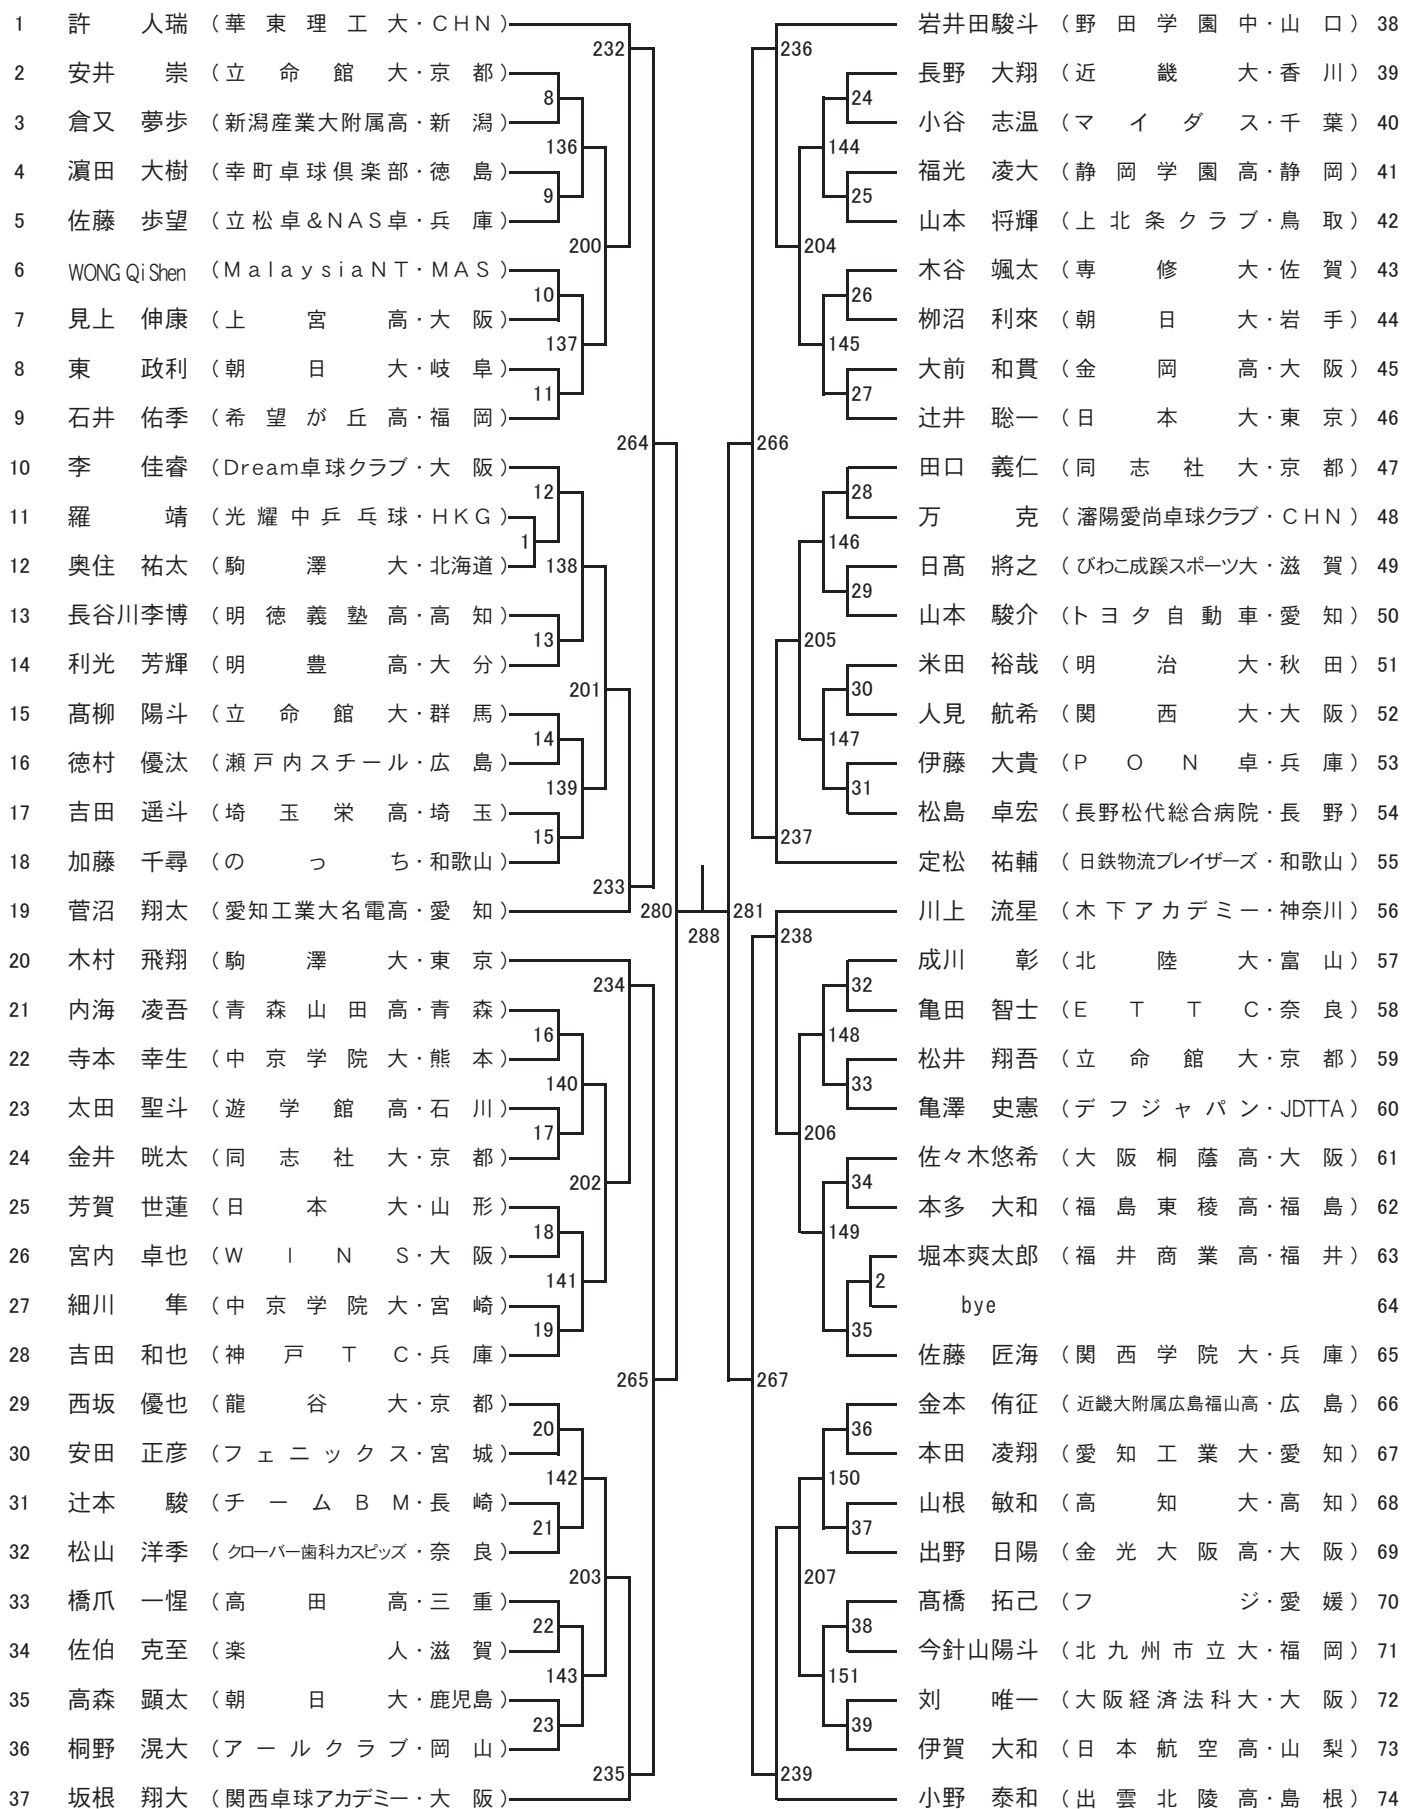 1 許 人瑞 (華東理工大・CHN)
2 安井 崇 (立命館大・京都)
3 倉又 夢歩 (新潟産業大附属高・新潟)
4 濵田 大樹 (幸町卓球倶楽部・徳島)
5 佐藤 歩望 (立松卓&NAS卓・兵庫)
6 WONG Qi Shen (MalaysiaNT・MAS)
7 見上 伸康 (上宮高・大阪)
8 東 政利 (朝日大・岐阜)
9 石井 佑季 (希望が丘高・福岡)
10 李 佳睿 (Dream卓球クラブ・大阪)
11 羅 靖 (光耀中乒乓球・HKG)
12 奥住 祐太 (駒澤大・北海道)
13 長谷川李博 (明徳義塾高・高知)
14 利光 芳輝 (明豊高・大分)
15 髙柳 陽斗 (立命館大・群馬)
16 徳村 優汰 (瀬戸内スチール・広島)
17 吉田 遥斗 (埼玉栄高・埼玉)
18 加藤 千尋 (のっち・和歌山)
19 菅沼 翔太 (愛知工業大名電高・愛知)
20 木村 飛翔 (駒澤大・東京)
21 内海 凌吾 (青森山田高・青森)
22 寺本 幸生 (中京学院大・熊本)
23 太田 聖斗 (遊学館高・石川)
24 金井 晄太 (同志社大・京都)
25 芳賀 世蓮 (日本大・山形)
26 宮内 卓也 (WINS・大阪)
27 細川 隼 (中京学院大・宮崎)
28 吉田 和也 (神戸TC・兵庫)
29 西坂 優也 (龍谷大・京都)
30 安田 正彦 (フェニックス・宮城)
31 辻本 駿 (チームBM・長崎)
32 松山 洋季 (クローバー歯科カスピッズ・奈良)
33 橋爪 一惺 (高田高・三重)
34 佐伯 克至 (楽人・滋賀)
35 高森 顕太 (朝日大・鹿児島)
36 桐野 滉大 (アールクラブ・岡山)
37 坂根 翔大 (関西卓球アカデミー・大阪)
232
8
136
9
200
10
137
11
264
12
1
138
13
201
14
139
15
233
280
288
234
16
140
17
202
18
141
19
265
20
142
21
203
22
143
23
235
236
24
144
25
204
26
145
27
266
28
146
29
205
30
147
31
237
281
238
32
148
33
206
34
149
2
35
267
36
150
37
207
38
151
39
239
岩井田駿斗 (野田学園中・山口) 38
長野 大翔 (近畿大・香川) 39
小谷 志温 (マイダス・千葉) 40
福光 凌大 (静岡学園高・静岡) 41
山本 将輝 (上北条クラブ・鳥取) 42
木谷 颯太 (専修大・佐賀) 43
栁沼 利來 (朝日大・岩手) 44
大前 和貫 (金岡高・大阪) 45
辻井 聡一 (日本大・東京) 46
田口 義仁 (同志社大・京都) 47
万 克 (瀋陽愛尚卓球クラブ・CHN) 48
日髙 將之 (びわこ成蹊スポーツ大・滋賀) 49
山本 駿介 (トヨタ自動車・愛知) 50
米田 裕哉 (明治大・秋田) 51
人見 航希 (関西大・大阪) 52
伊藤 大貴 (PON卓・兵庫) 53
松島 卓宏 (長野松代総合病院・長野) 54
定松 祐輔 (日鉄物流ブレイザーズ・和歌山) 55
川上 流星 (木下アカデミー・神奈川) 56
成川 彰 (北陸大・富山) 57
亀田 智士 (ETTC・奈良) 58
松井 翔吾 (立命館大・京都) 59
亀澤 史憲 (デフジャパン・JDTTA) 60
佐々木悠希 (大阪桐蔭高・大阪) 61
本多 大和 (福島東稜高・福島) 62
堀本爽太郎 (福井商業高・福井) 63
bye 64
佐藤 匠海 (関西学院大・兵庫) 65
金本 侑征 (近畿大附属広島福山高・広島) 66
本田 凌翔 (愛知工業大・愛知) 67
山根 敏和 (高知大・高知) 68
出野 日陽 (金光大阪高・大阪) 69
髙橋 拓己 (フジ・愛媛) 70
今針山陽斗 (北九州市立大・福岡) 71
刘 唯一 (大阪経済法科大・大阪) 72
伊賀 大和 (日本航空高・山梨) 73
小野 泰和 (出雲北陵高・島根) 74